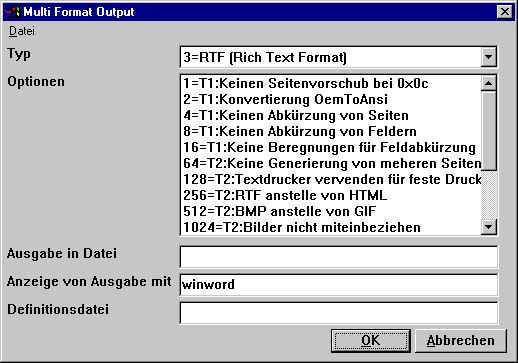 Multi Format Output
Datei
Typ
3=RTF (Rich Text Format)
Optionen
1=T1:Keinen Seitenvorschub bei 0x0c
2=T1:Konvertierung OemToAnsi
4=T1:Keinen Abkürzung von Seiten
8=T1:Keinen Abkürzung von Feldern
16=T1:Keine Beregnungen für Feldabkürzung
64=T2:Keine Generierung von meheren Seiten
128=T2:Textdrucker vervenden für feste Druck
256=T2:RTF anstelle von HTML
512=T2:BMP anstelle von GIF
1024=T2:Bilder nicht miteinbeziehen
Ausgabe in Datei
Anzeige von Ausgabe mit
winword
Definitionsdatei
OK
Abbrechen